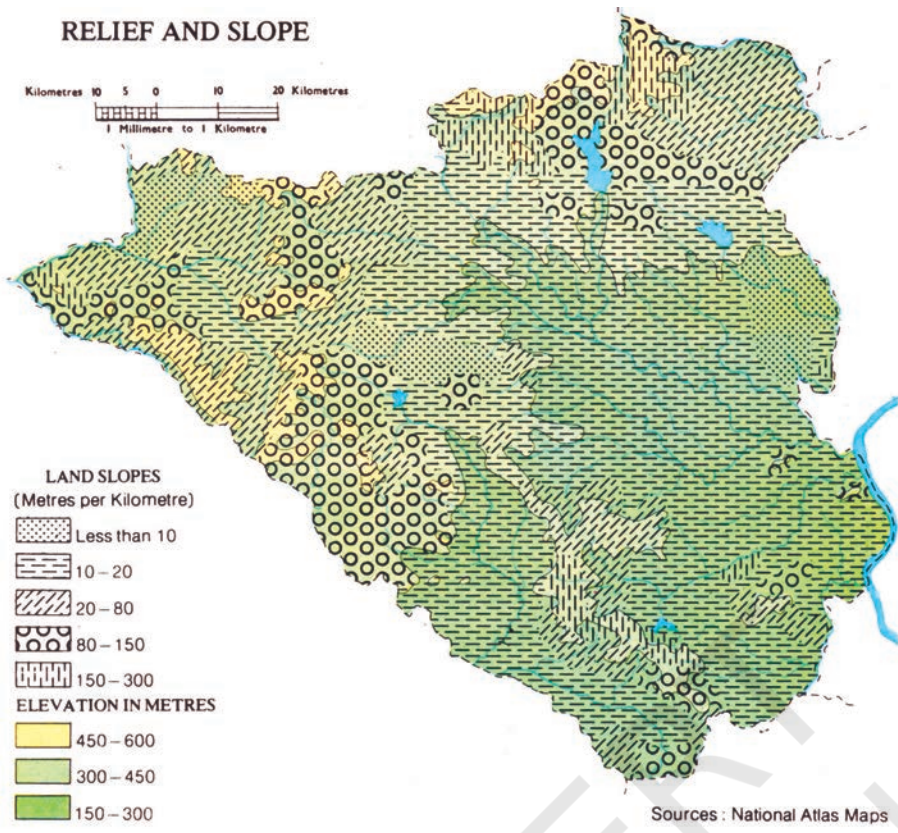 RELIEF AND SLOPE
Kilometres 10 5 0 10 20 Kilometres
1 Millimetre to 1 Kilometre
LAND SLOPES
(Metres per Kilometre)
Less than 10
10–20
20–80
80–150
150–300
ELEVATION IN METRES
450–600
300–450
150–300
Sources : National Atlas Maps